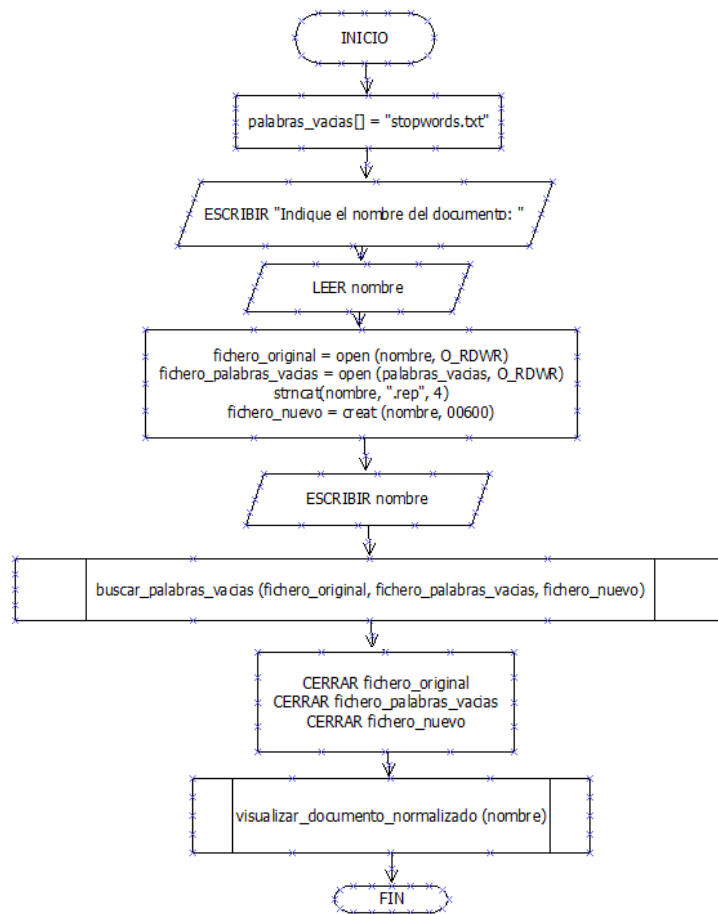 INICIO
palabras_vacias[] = "stopwords.txt"
ESCRIBIR "Indique el nombre del documento: "
LEER nombre
fichero_original = open (nombre, O_RDWR)
fichero_palabras_vacias = open (palabras_vacias, O_RDWR)
strncat(nombre, ".rep", 4)
fichero_nuevo = creat (nombre, 00600)
ESCRIBIR nombre
buscar_palabras_vacias (fichero_original, fichero_palabras_vacias, fichero_nuevo)
CERRAR fichero_original
CERRAR fichero_palabras_vacias
CERRAR fichero_nuevo
visualizar_documento_normalizado (nombre)
FIN